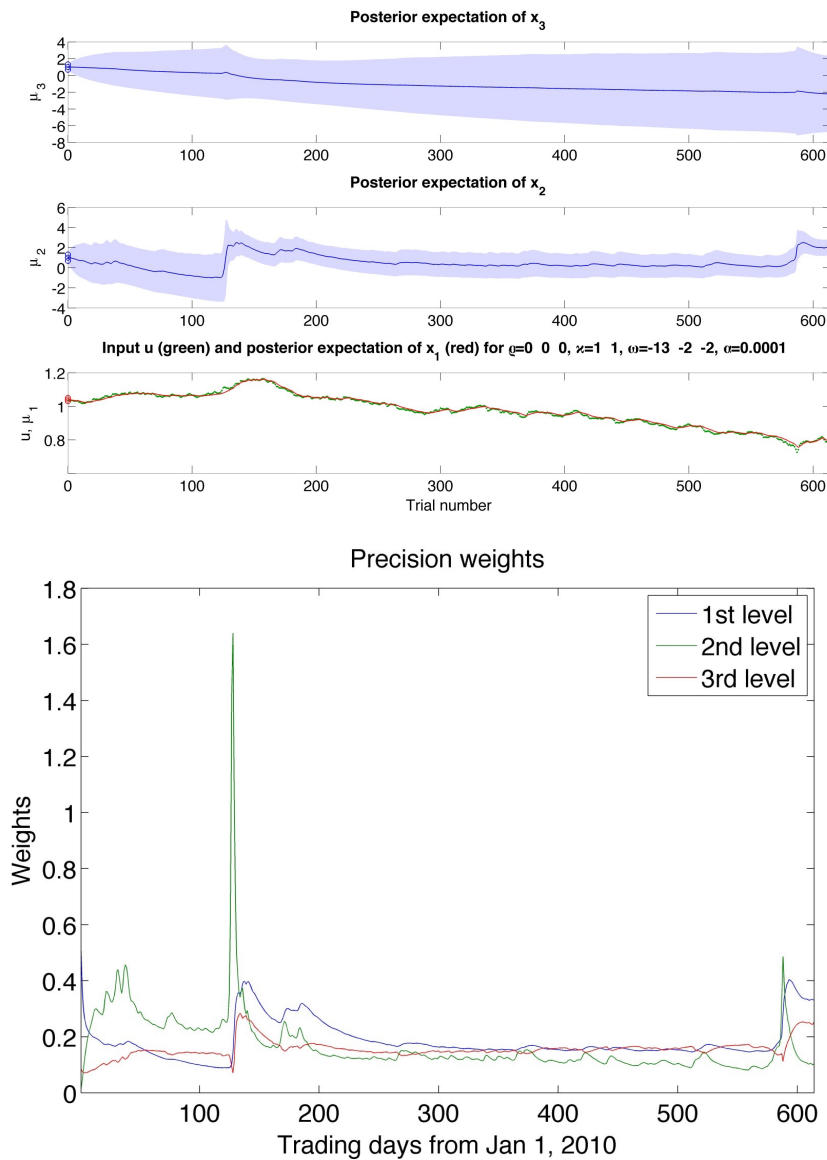 Posterior expectation of x3
4
2
0
-2
-4
-6
-8
μ3
0 100 200 300 400 500 600
Posterior expectation of x2
6
4
2
0
-2
-4
μ2
0 100 200 300 400 500 600
Input u (green) and posterior expectation of x1 (red) for ϱ=0 0 0, ϰ=1 1, ω=-13 -2 -2, α=0.0001
1.2
1
0.8
u, μ1
0 100 200 300 400 500 600
Trial number
Precision weights
1.8
1.6
1.4
1.2
1
0.8
0.6
0.4
0.2
0
Weights
1st level
2nd level
3rd level
100 200 300 400 500 600
Trading days from Jan 1, 2010